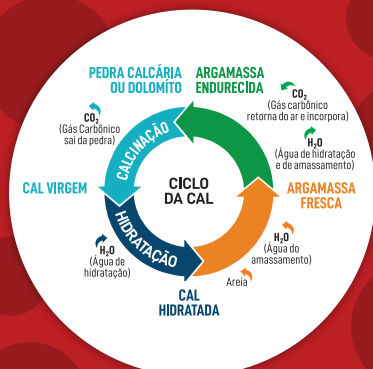 PEDRA CALCÁRIA
OU DOLOMÍTO
ARGAMASSA
ENDURECIDA
CO₂
(Gás Carbônico
sai da pedra)
CO₂
(Gás carbônico
retorna do ar e incorpora)
H₂O
(Água de hidratação
e de amassamento)
CALCINAÇÃO
CAL VIRGEM
CICLO
DA CAL
ARGAMASSA
FRESCA
HIDRATAÇÃO
H₂O
(Água de
hidratação)
H₂O
(Água do
amassamento)
Areia
CAL
HIDRATADA